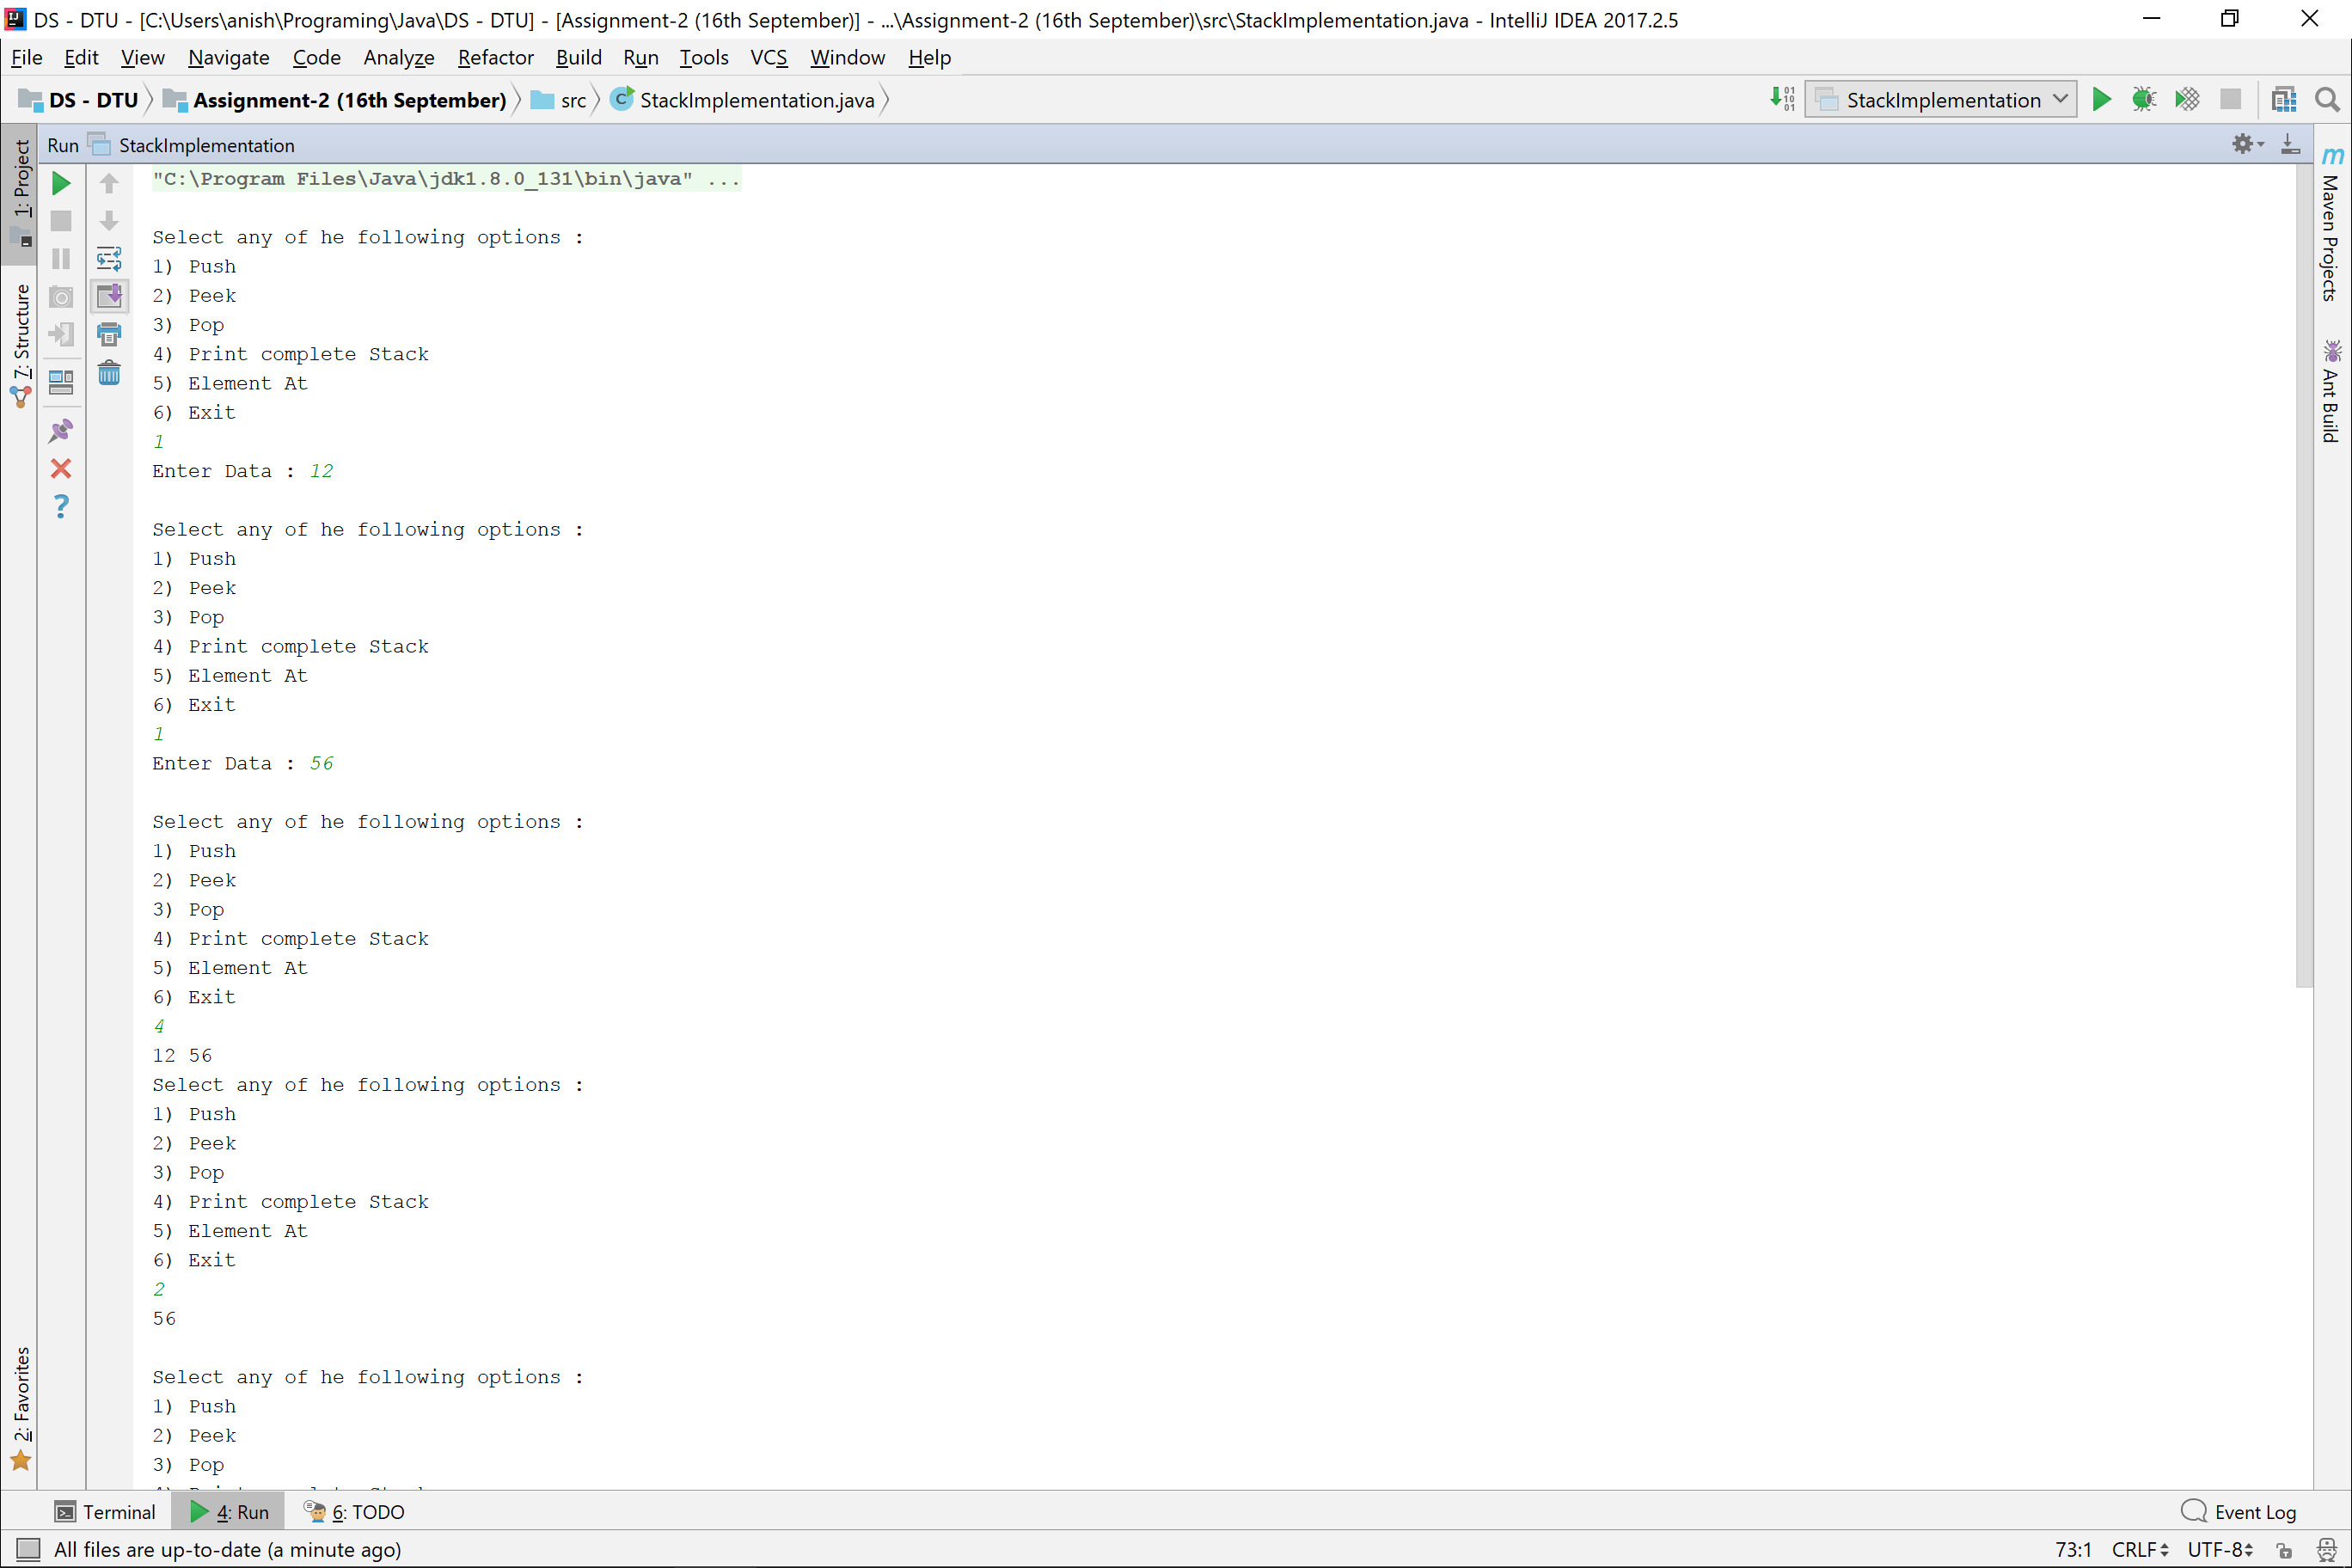 DS - DTU - [C:\Users\anish\Programing\Java\DS - DTU] - [Assignment-2 (16th September)] - ...\Assignment-2 (16th September)\src\StackImplementation.java - IntelliJ IDEA 2017.2.5
File Edit View Navigate Code Analyze Refactor Build Run Tools VCS Window Help
DS - DTU Assignment-2 (16th September) src StackImplementation.java StackImplementation
Run StackImplementation
1: Project
7: Structure
2: Favorites
Maven Projects
Ant Build
"C:\Program Files\Java\jdk1.8.0_131\bin\java" ...
Select any of he following options :
1) Push
2) Peek
3) Pop
4) Print complete Stack
5) Element At
6) Exit
1
Enter Data : 12
Select any of he following options :
1) Push
2) Peek
3) Pop
4) Print complete Stack
5) Element At
6) Exit
1
Enter Data : 56
Select any of he following options :
1) Push
2) Peek
3) Pop
4) Print complete Stack
5) Element At
6) Exit
4
12 56
Select any of he following options :
1) Push
2) Peek
3) Pop
4) Print complete Stack
5) Element At
6) Exit
2
56
Select any of he following options :
1) Push
2) Peek
3) Pop
Terminal 4: Run 6: TODO Event Log
All files are up-to-date (a minute ago) 73:1 CRLF UTF-8